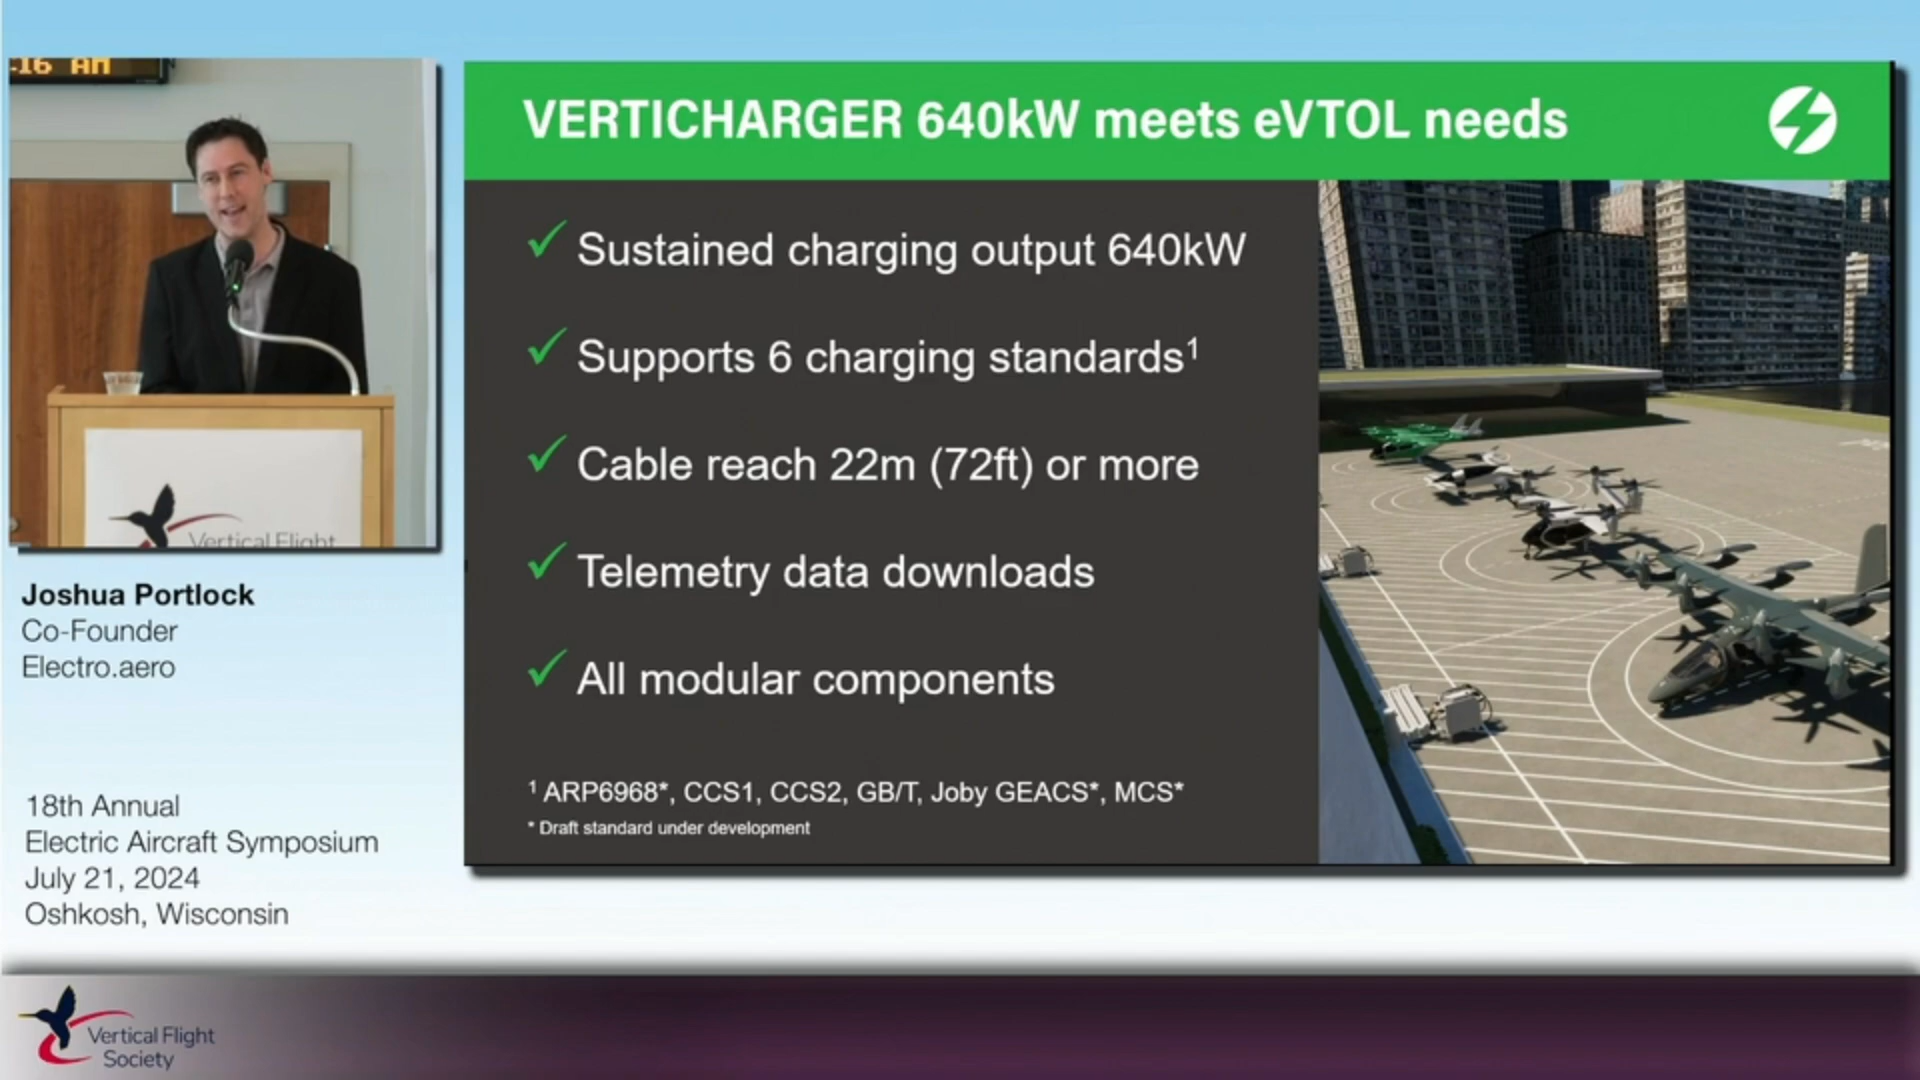 :16 AM
Vertical Flight
Joshua Portlock
Co-Founder
Electro.aero
18th Annual
Electric Aircraft Symposium
July 21, 2024
Oshkosh, Wisconsin
VERTICHARGER 640kW meets eVTOL needs
✓ Sustained charging output 640kW
✓ Supports 6 charging standards¹
✓ Cable reach 22m (72ft) or more
✓ Telemetry data downloads
✓ All modular components
¹ ARP6968*, CCS1, CCS2, GB/T, Joby GEACS*, MCS*
* Draft standard under development
Vertical Flight
Society